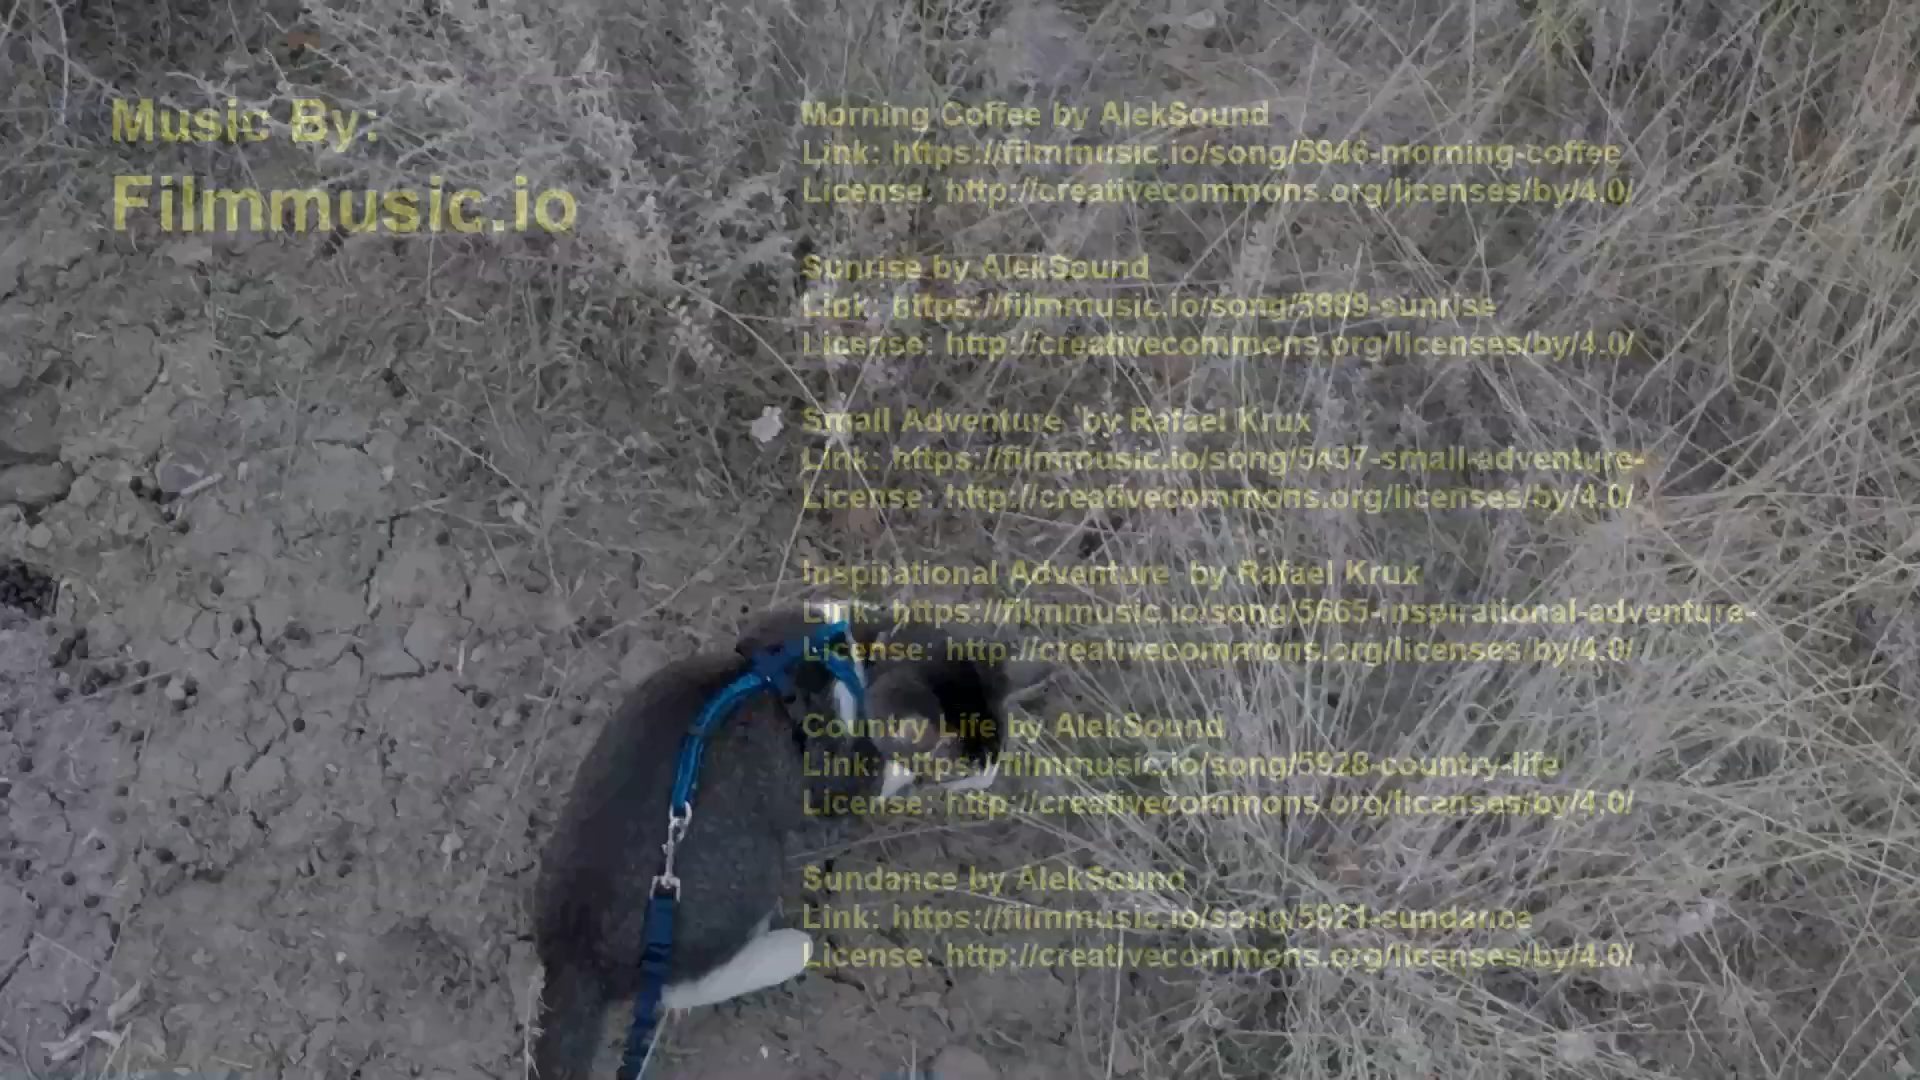 Music By:
Filmmusic.io
Morning Coffee by AlekSound
Link: https://filmmusic.io/song/5946-morning-coffee
License: http://creativecommons.org/licenses/by/4.0/
Sunrise by AlekSound
Link: https://filmmusic.io/song/5889-sunrise
License: http://creativecommons.org/licenses/by/4.0/
Small Adventure by Rafael Krux
Link: https://filmmusic.io/song/5437-small-adventure-
License: http://creativecommons.org/licenses/by/4.0/
Inspirational Adventure by Rafael Krux
Link: https://filmmusic.io/song/5665-inspirational-adventure-
License: http://creativecommons.org/licenses/by/4.0/
Country Life by AlekSound
Link: https://filmmusic.io/song/5928-country-life
License: http://creativecommons.org/licenses/by/4.0/
Sundance by AlekSound
Link: https://filmmusic.io/song/5921-sundance
License: http://creativecommons.org/licenses/by/4.0/